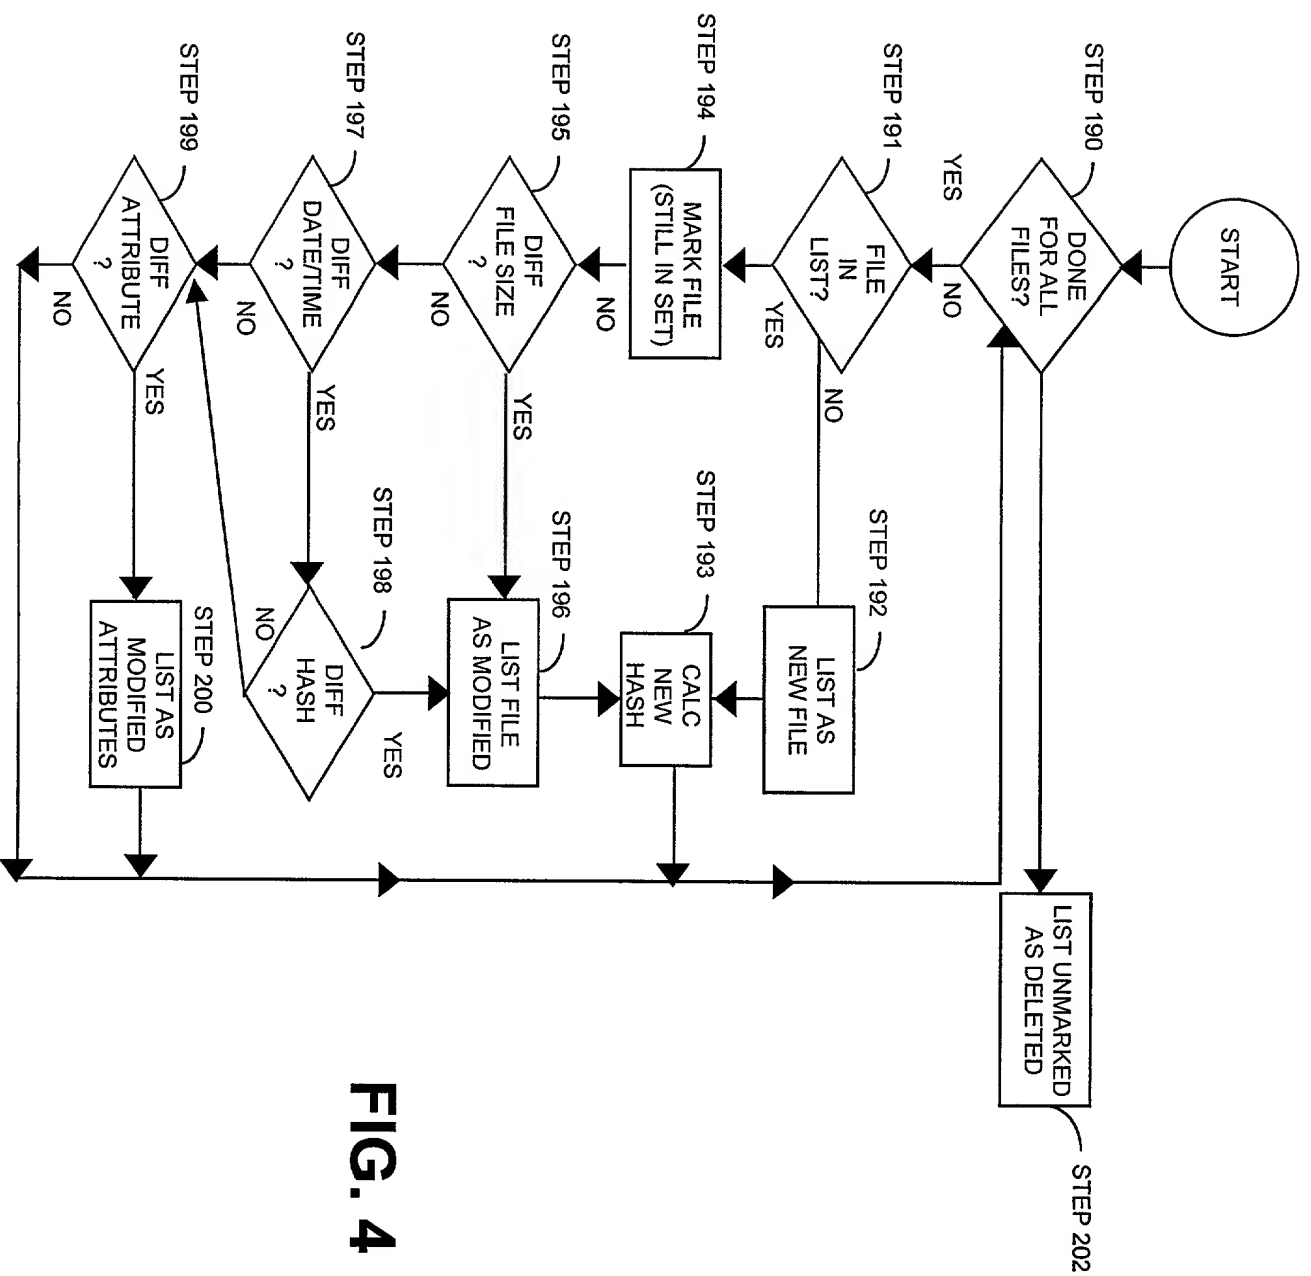 START
STEP 190
DONE
FOR ALL
FILES?
YES
NO
STEP 191
FILE
IN
LIST?
YES
NO
STEP 192
LIST AS
NEW FILE
STEP 193
CALC
NEW
HASH
STEP 194
MARK FILE
(STILL IN SET)
NO
STEP 195
DIFF
FILE SIZE
?
NO
YES
STEP 196
LIST FILE
AS MODIFIED
STEP 197
DIFF
DATE/TIME
?
NO
YES
STEP 198
DIFF
HASH
?
NO
YES
STEP 199
DIFF
ATTRIBUTE
?
NO
YES
STEP 200
LIST AS
MODIFIED
ATTRIBUTES
LIST UNMARKED
AS DELETED
STEP 202
FIG. 4